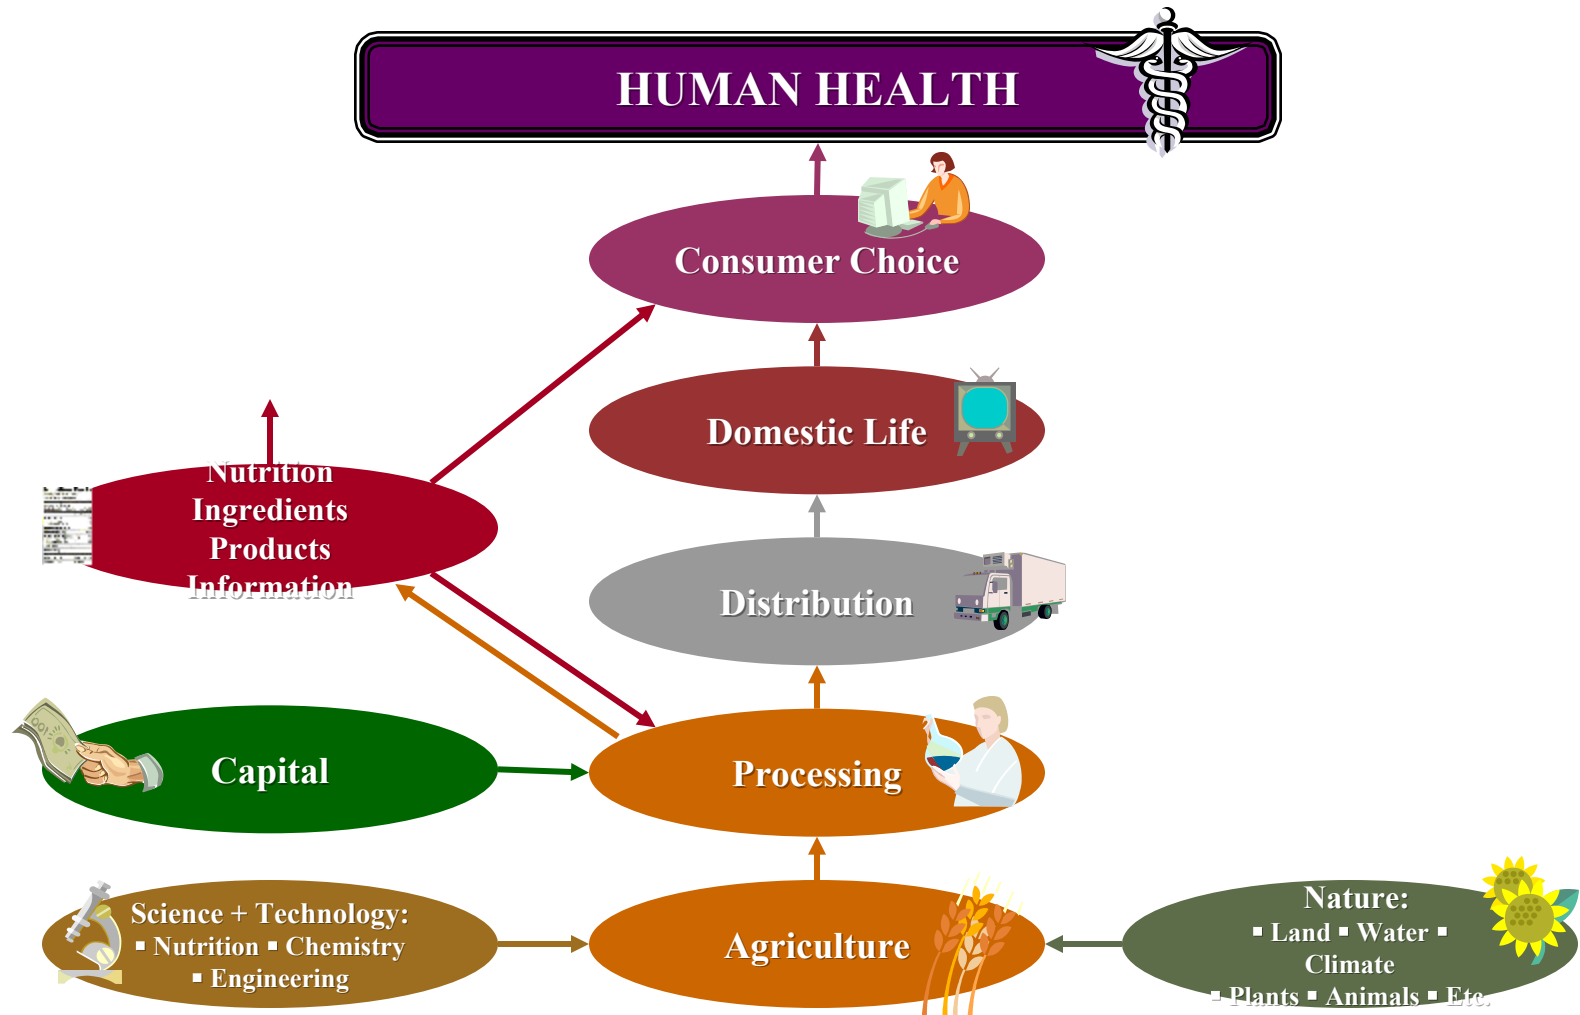 HUMAN HEALTH
Consumer Choice
Domestic Life
Nutrition
Ingredients
Products
Information
Distribution
Capital
Processing
Science + Technology:
▪ Nutrition ▪ Chemistry
▪ Engineering
Agriculture
Nature:
▪ Land ▪ Water ▪
Climate
▪ Plants ▪ Animals ▪ Etc.